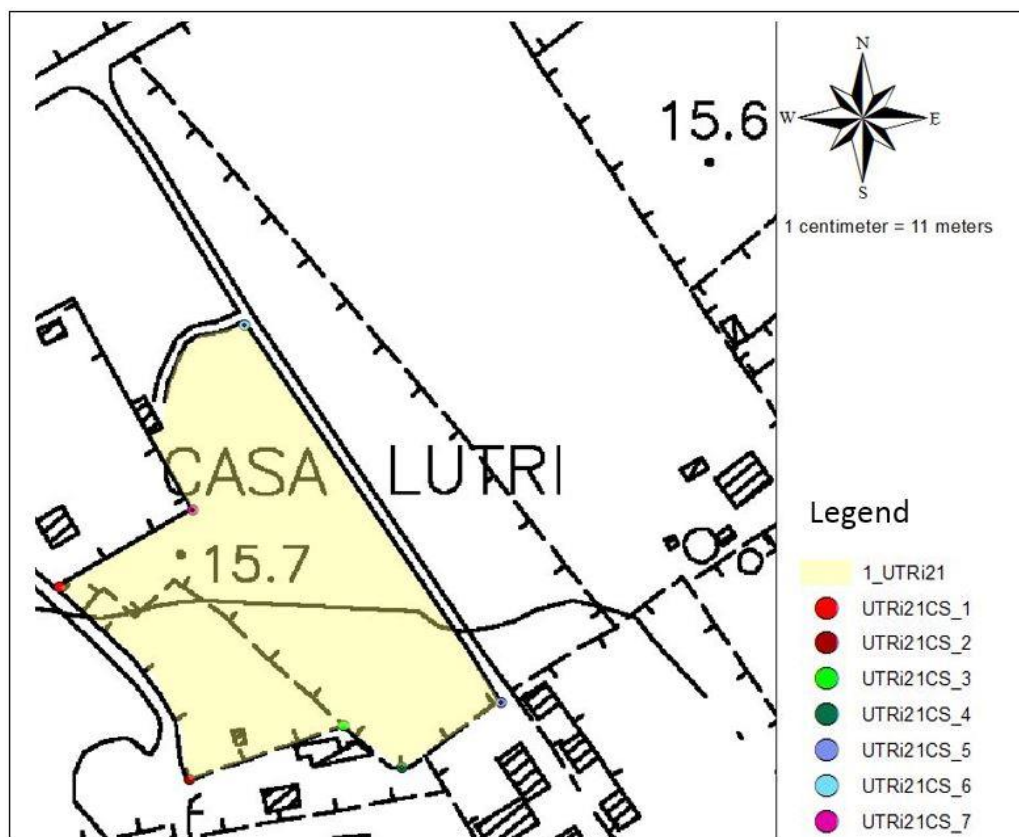 15.6
N
W
E
S
1 centimeter = 11 meters
CASA LUTRI
15.7
Legend
1_UTRi21
UTRi21CS_1
UTRi21CS_2
UTRi21CS_3
UTRi21CS_4
UTRi21CS_5
UTRi21CS_6
UTRi21CS_7